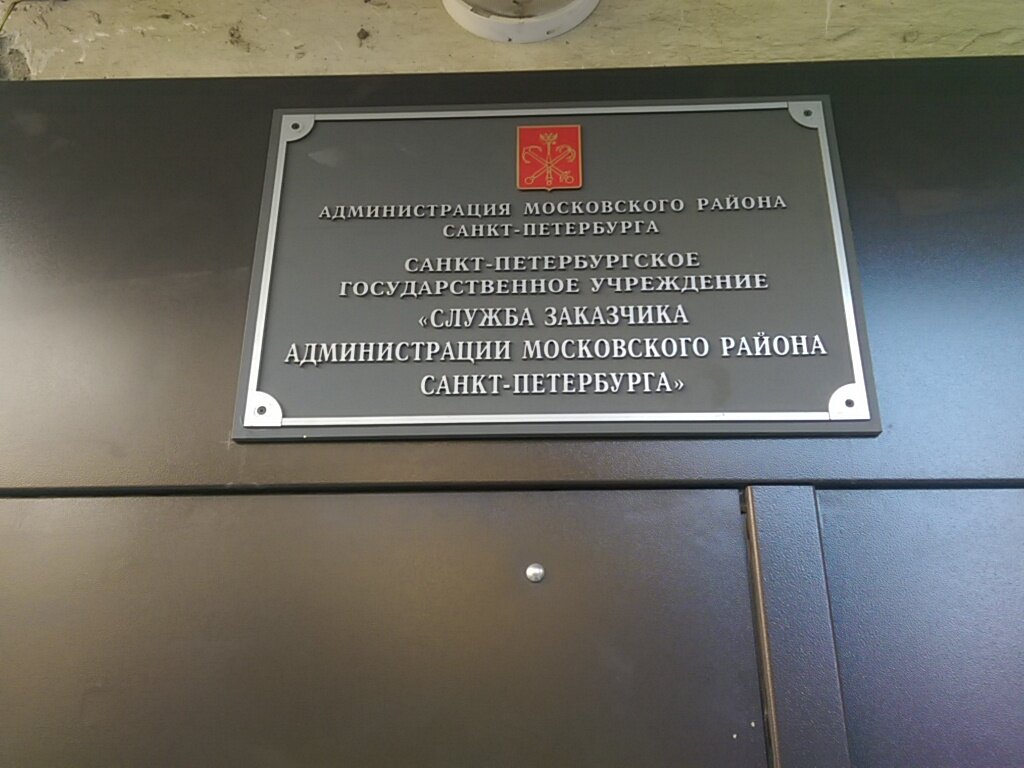 АДМИНИСТРАЦИЯ МОСКОВСКОГО РАЙОНА
САНКТ-ПЕТЕРБУРГА
САНКТ-ПЕТЕРБУРГСКОЕ
ГОСУДАРСТВЕННОЕ УЧРЕЖДЕНИЕ
«СЛУЖБА ЗАКАЗЧИКА
АДМИНИСТРАЦИИ МОСКОВСКОГО РАЙОНА
САНКТ-ПЕТЕРБУРГА»